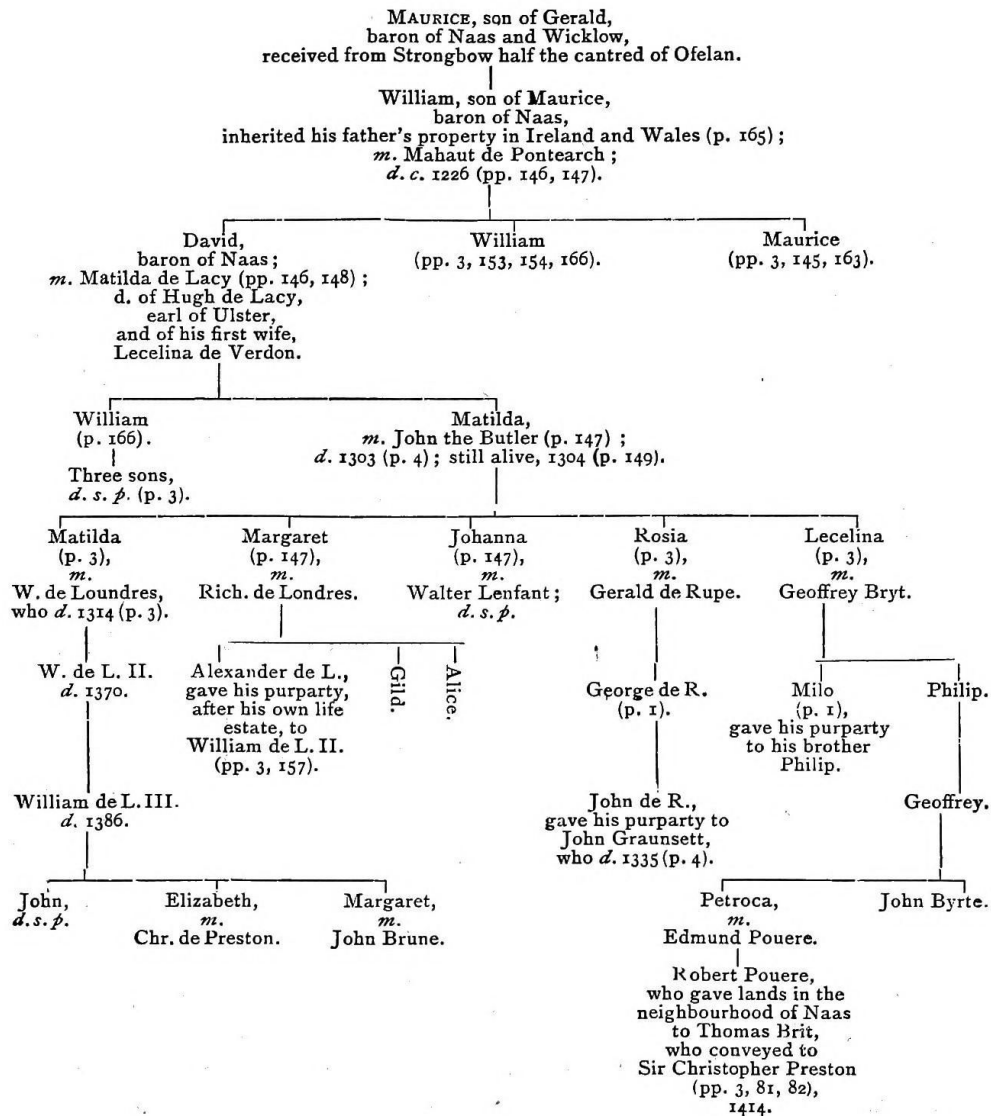 MAURICE, son of Gerald,
baron of Naas and Wicklow,
received from Strongbow half the cantred of Ofelan.
William, son of Maurice,
baron of Naas,
inherited his father's property in Ireland and Wales (p. 165) ;
m. Mahaut de Pontearch ;
d. c. 1226 (pp. 146, 147).
David,
baron of Naas ;
m. Matilda de Lacy (pp. 146, 148) ;
d. of Hugh de Lacy,
earl of Ulster,
and of his first wife,
Lecelina de Verdon.
William
(pp. 3, 153, 154, 166).
Maurice
(pp. 3, 145, 163).
William
(p. 166).
Three sons,
d. s. p. (p. 3).
Matilda,
m. John the Butler (p. 147) ;
d. 1303 (p. 4) ; still alive, 1304 (p. 149).
Matilda
(p. 3),
m.
W. de Loundres,
who d. 1314 (p. 3).
W. de L. II.
d. 1370.
William de L. III.
d. 1386.
John,
d. s. p.
Elizabeth,
m.
Chr. de Preston.
Margaret,
m.
John Brune.
Margaret
(p. 147),
m.
Rich. de Londres.
Alexander de L.,
gave his purparty,
after his own life
estate, to
William de L. II.
(pp. 3, 157).
Gild.
Alice.
Johanna
(p. 147),
m.
Walter Lenfant ;
d. s. p.
Rosia
(p. 3),
m.
Gerald de Rupe.
George de R.
(p. 1).
John de R.,
gave his purparty to
John Graunsett,
who d. 1335 (p. 4).
Lecelina
(p. 3),
m.
Geoffrey Bryt.
Milo
(p. 1),
gave his purparty
to his brother
Philip.
Philip.
Geoffrey.
Petroca,
m.
Edmund Pouere.
John Byrte.
Robert Pouere,
who gave lands in the
neighbourhood of Naas
to Thomas Brit,
who conveyed to
Sir Christopher Preston
(pp. 3, 81, 82),
1414.